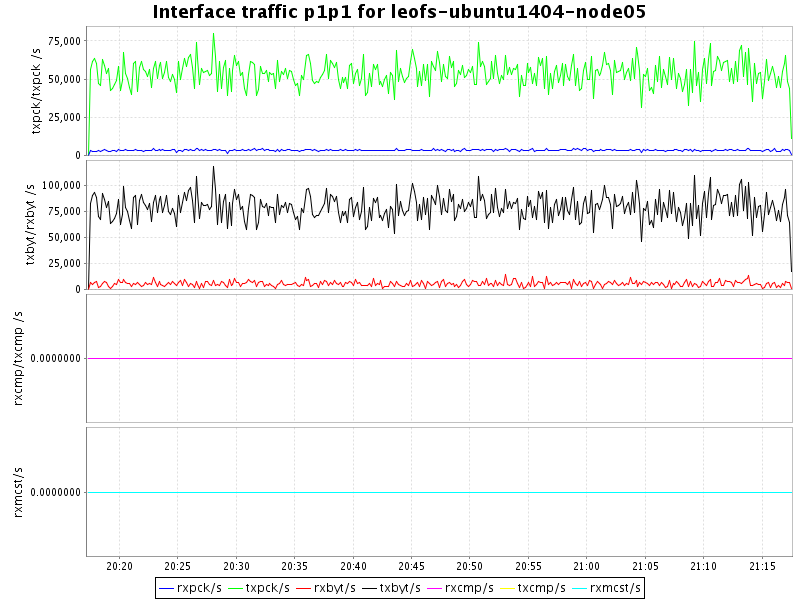 Interface traffic p1p1 for leofs-ubuntu1404-node05
txpck/txpck /s
75,000
50,000
25,000
0
txbyt/rxbyt /s
100,000
75,000
50,000
25,000
0
rxcmp/txcmp /s
0.0000000
rxmcst/s
0.0000000
20:20 20:25 20:30 20:35 20:40 20:45 20:50 20:55 21:00 21:05 21:10 21:15
rxpck/s txpck/s rxbyt/s txbyt/s rxcmp/s txcmp/s rxmcst/s